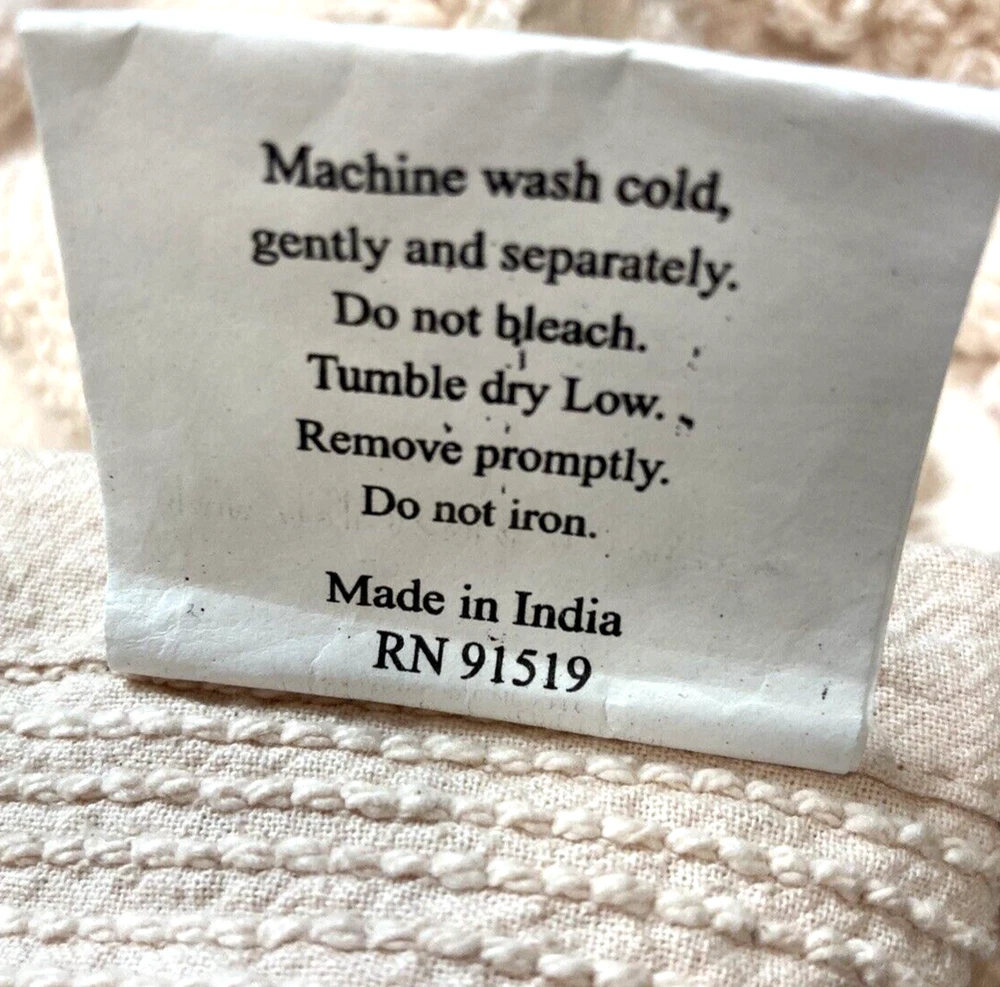 Machine wash cold,
gently and separately.
Do not bleach.
Tumble dry Low.
Remove promptly.
Do not iron.
Made in India
RN 91519